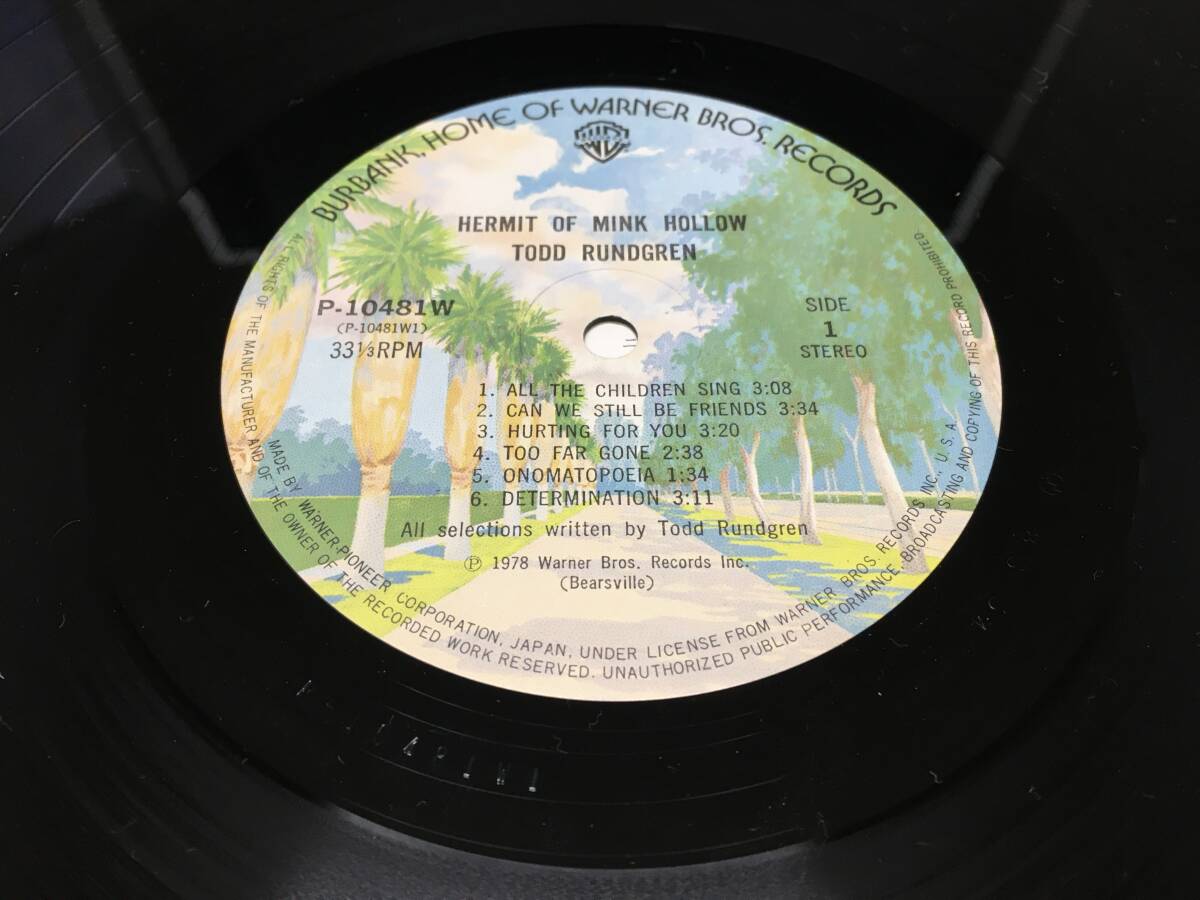 BURBANK, HOME OF WARNER BROS. RECORDS
HERMIT OF MINK HOLLOW
TODD RUNDGREN
P-10481W
(P-10481W1)
33⅓RPM
SIDE
1
STEREO
1. ALL THE CHILDREN SING 3:08
2. CAN WE STILL BE FRIENDS 3:34
3. HURTING FOR YOU 3:20
4. TOO FAR GONE 2:38
5. ONOMATOPOEIA 1:34
6. DETERMINATION 3:11
All selections written by Todd Rundgren
Ⓟ 1978 Warner Bros. Records Inc.
(Bearsville)
MADE BY WARNER-PIONEER CORPORATION, JAPAN, UNDER LICENSE FROM WARNER BROS. RECORDS INC., U.S.A.
ALL RIGHTS OF THE MANUFACTURER AND OF THE OWNER OF THE RECORDED WORK RESERVED. UNAUTHORIZED PUBLIC PERFORMANCE, BROADCASTING AND COPYING OF THIS RECORD PROHIBITED